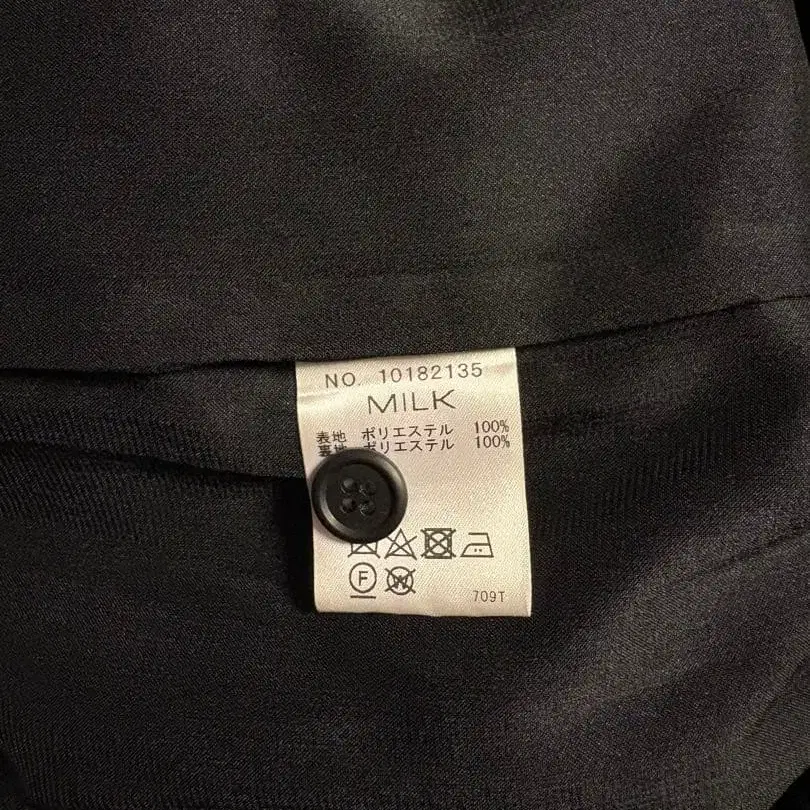 NO. 10182135
MILK
表地 ポリエステル 100%
裏地 ポリエステル 100%
F W
709T